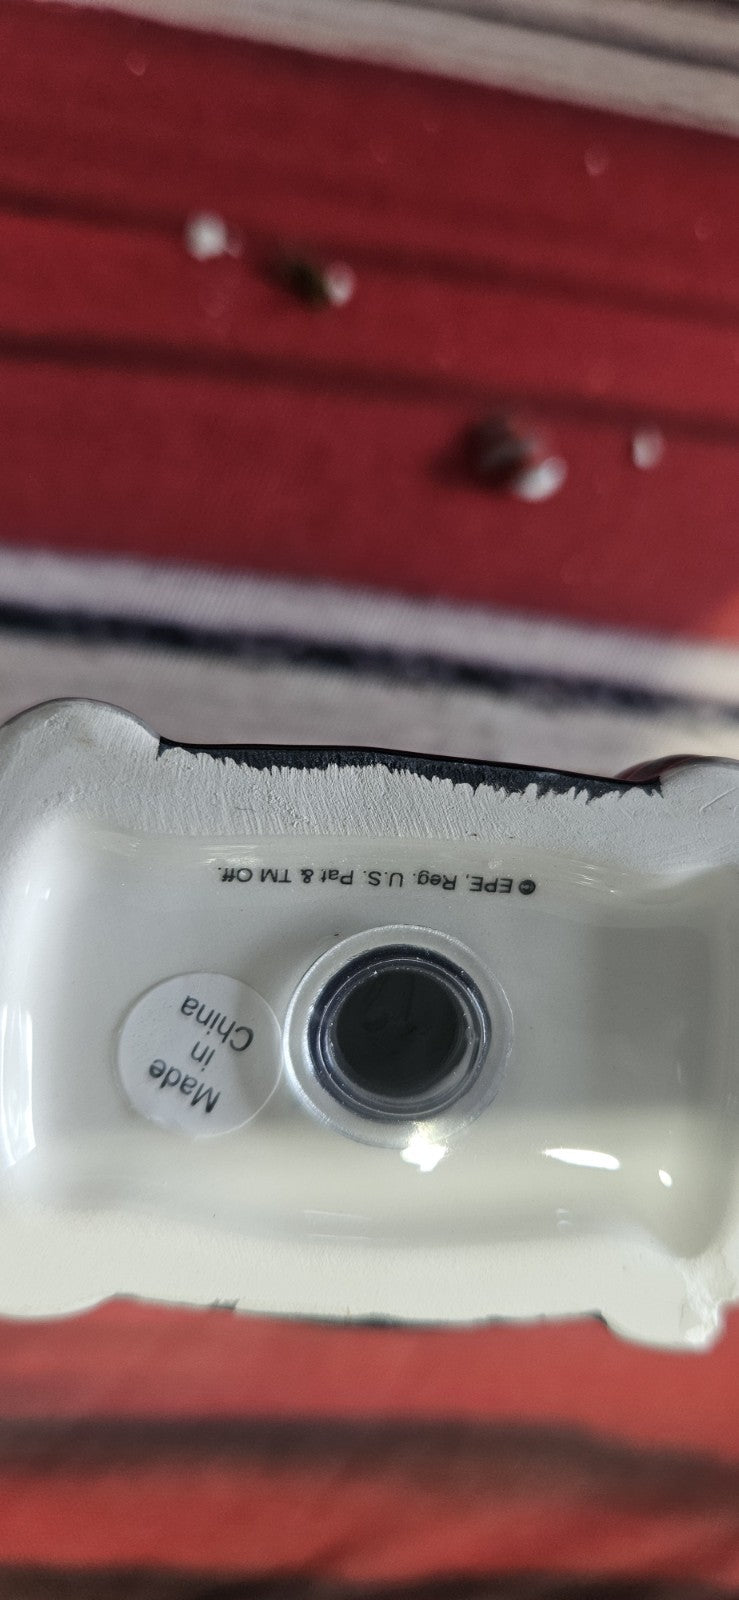 © EPE, Reg. U.S. Pat & TM Off.
Made
in
China